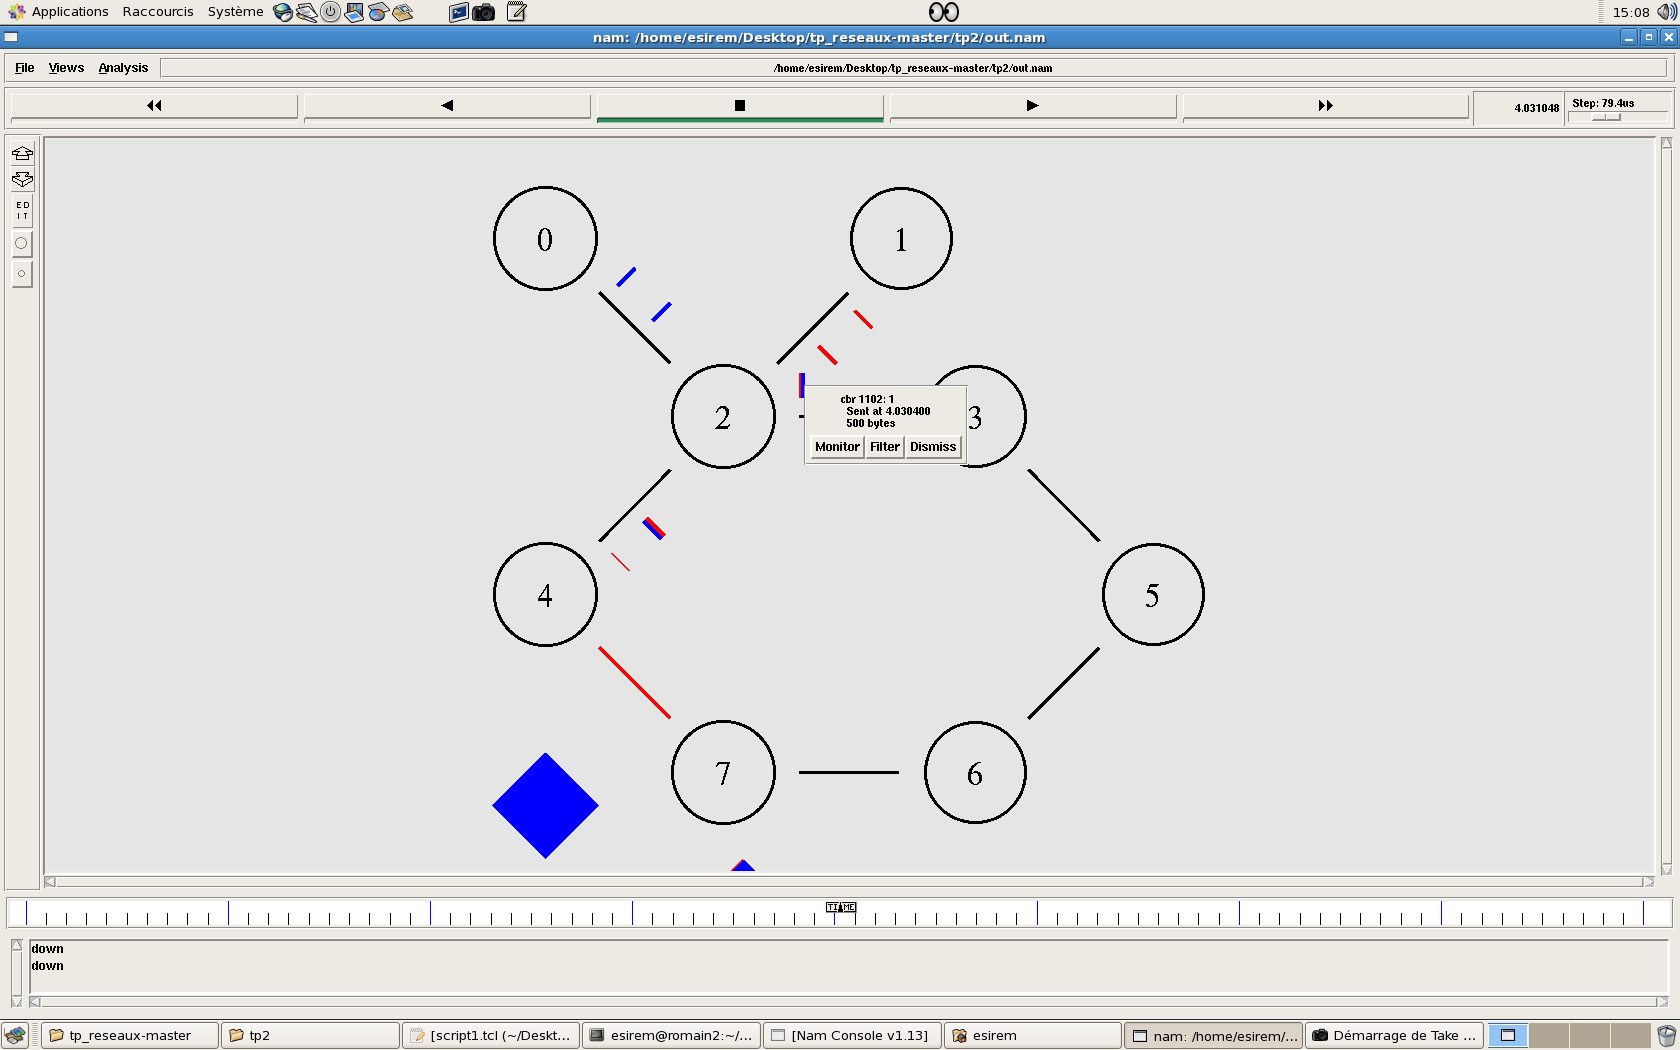 Applications Raccourcis Système 15:08
nam: /home/esirem/Desktop/tp_reseaux-master/tp2/out.nam
File Views Analysis /home/esirem/Desktop/tp_reseaux-master/tp2/out.nam
4.031048 Step: 79.4us
E D
I T
0 1
2 3
cbr 1102: 1
Sent at 4.030400
500 bytes
Monitor Filter Dismiss
4 5
7 6
TIME
down
down
tp_reseaux-master tp2 [script1.tcl (~/Deskt... esirem@romain2:~/... [Nam Console v1.13] esirem nam: /home/esirem/... Démarrage de Take ...